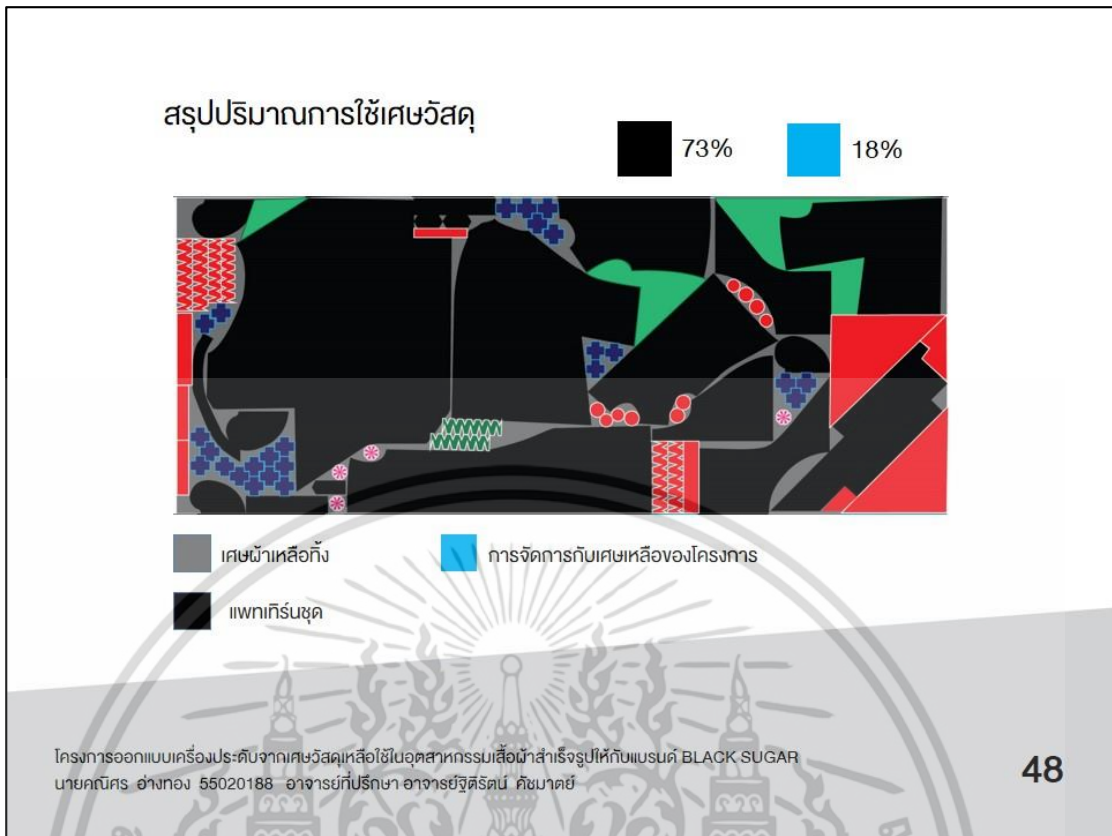 สรุปปริมาณการใช้เศษวัสดุ
73%
18%
เศษผ้าเหลือทิ้ง
การจัดการกับเศษเหลือของโครงการ
แพทเทิร์นชุด
โครงการออกแบบเครื่องประดับจากเศษวัสดุเหลือใช้ในอุตสาหกรรมเสื้อผ้าสำเร็จรูปให้กับแบรนด์ BLACK SUGAR
นายคณิศร อ่างทอง 55020188 อาจารย์ที่ปรึกษา อาจารย์ฐิติรัตน์ คัชมาตย์
48